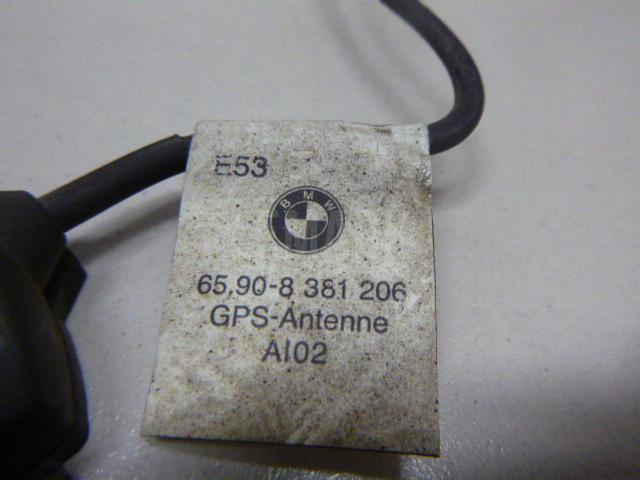 E53
BMW
65.90-8 381 206
GPS-Antenne
AI02